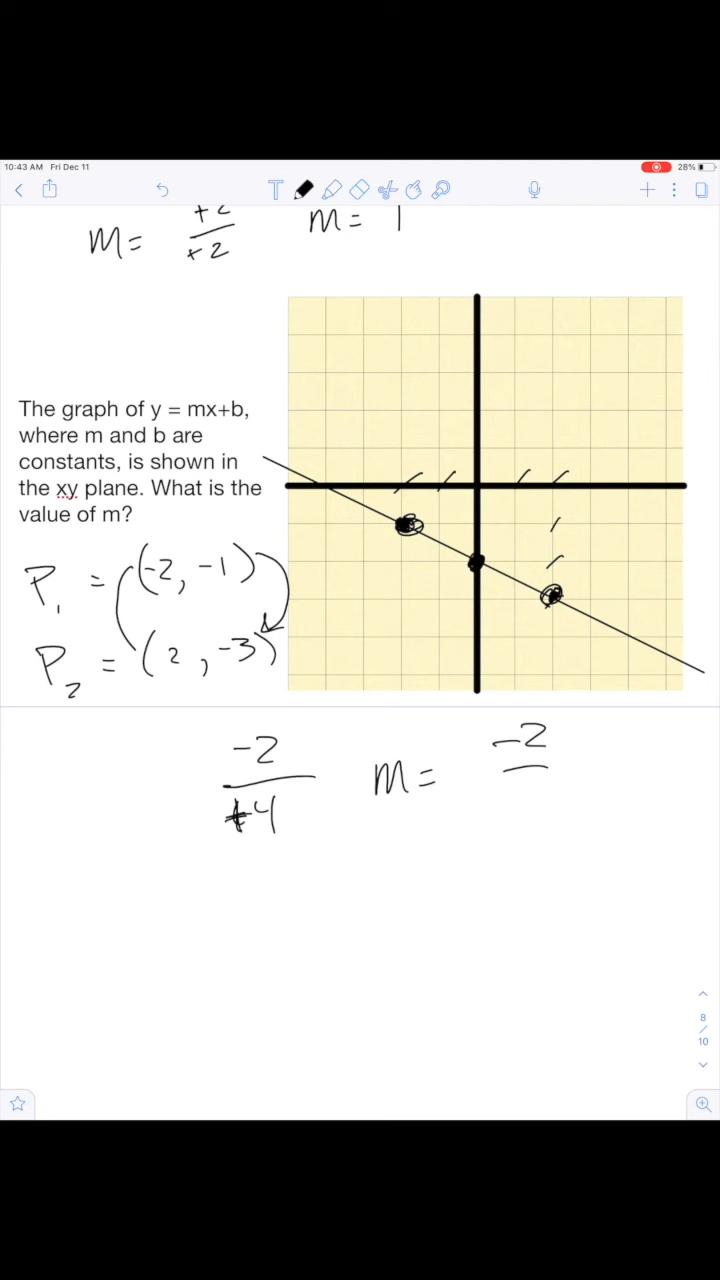 10:43 AM Fri Dec 11
28%
T
m= +2/+2 m= 1
The graph of y = mx+b,
where m and b are
constants, is shown in
the xy plane. What is the
value of m?
P₁ = (-2, -1)
P₂ = (2, -3)
-2/+4 m= -2/
8
/
10